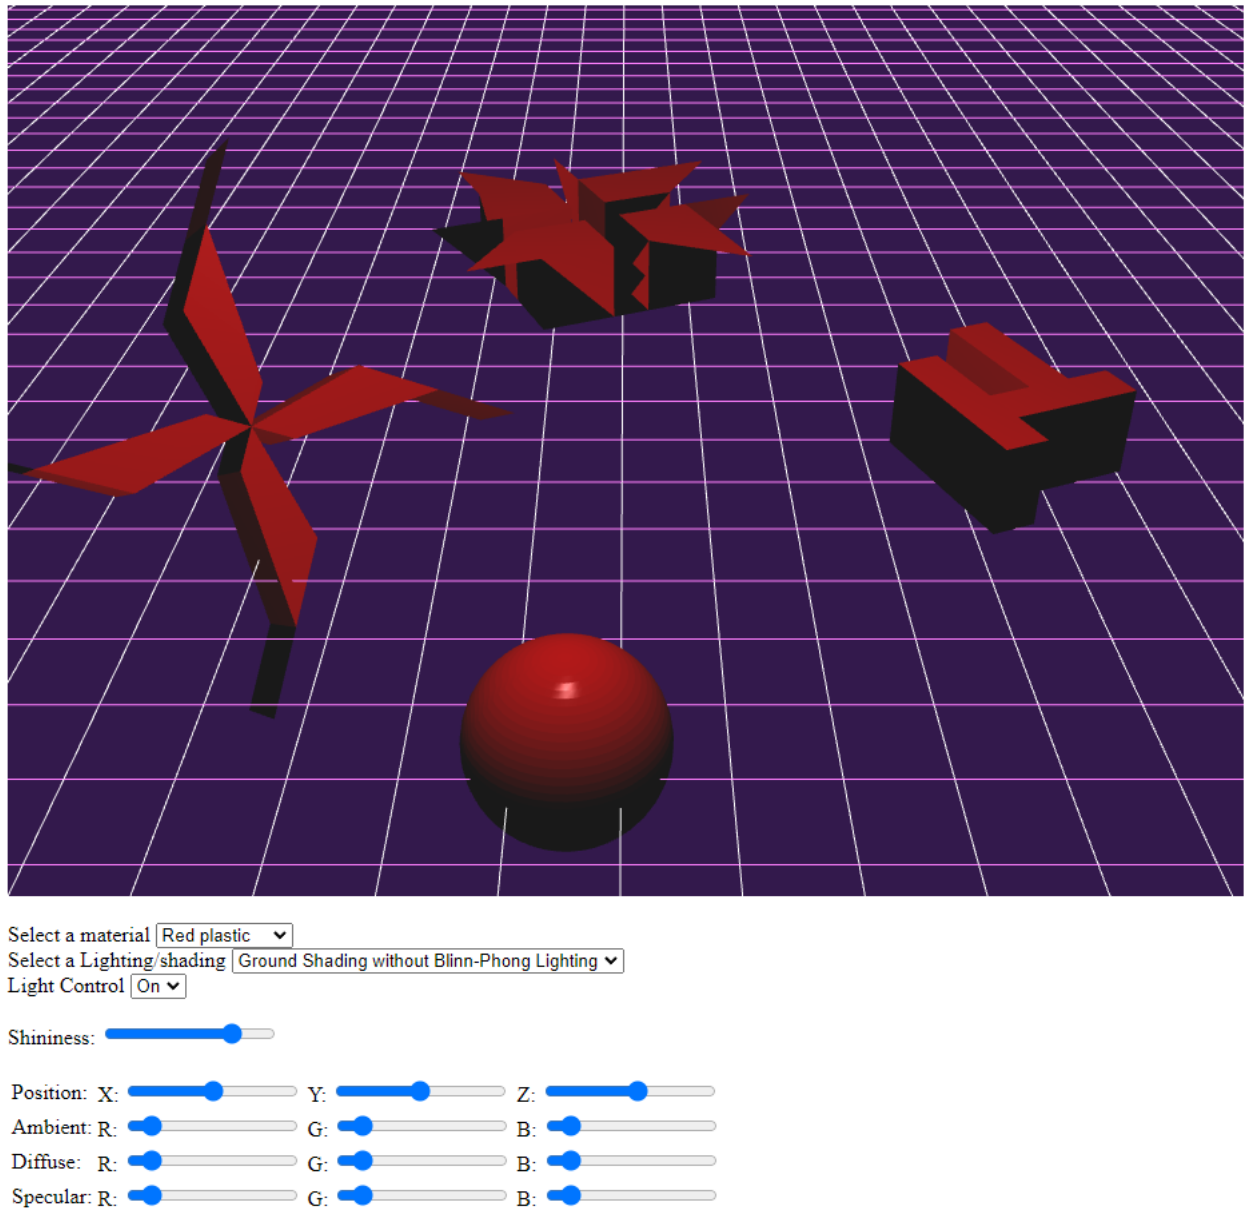 Select a material Red plastic
Select a Lighting/shading Ground Shading without Blinn-Phong Lighting
Light Control On
Shininess:
Position: X: Y: Z:
Ambient: R: G: B:
Diffuse: R: G: B:
Specular: R: G: B: